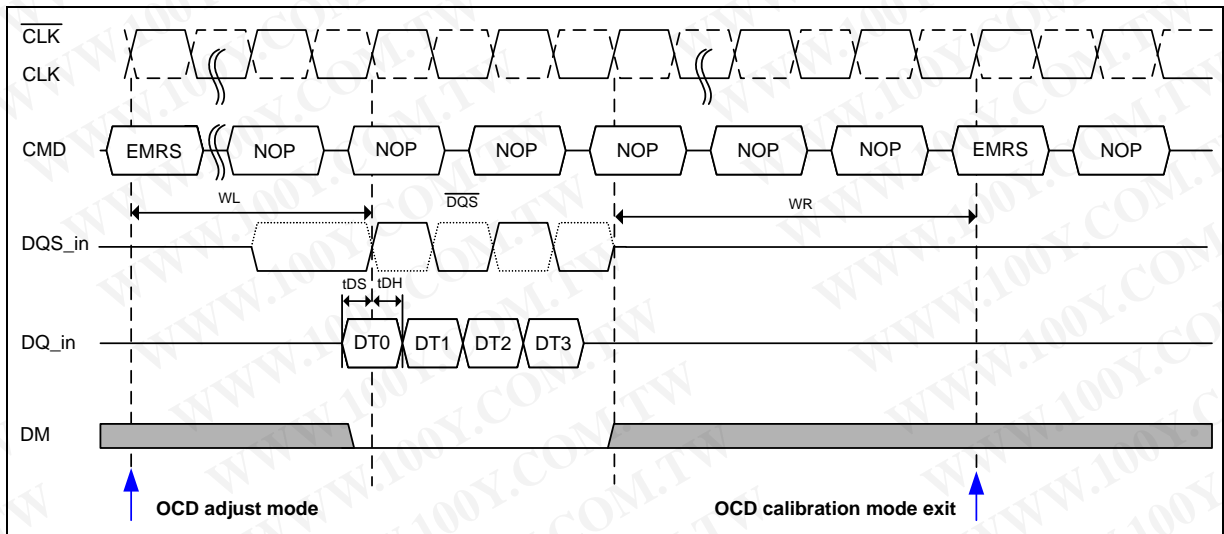 CLK
CLK
CMD EMRS NOP NOP NOP NOP NOP NOP EMRS NOP
WL DQS WR
DQS_in
tDS tDH
DQ_in DT0 DT1 DT2 DT3
DM
OCD adjust mode OCD calibration mode exit
WWW.100Y.COM.TW